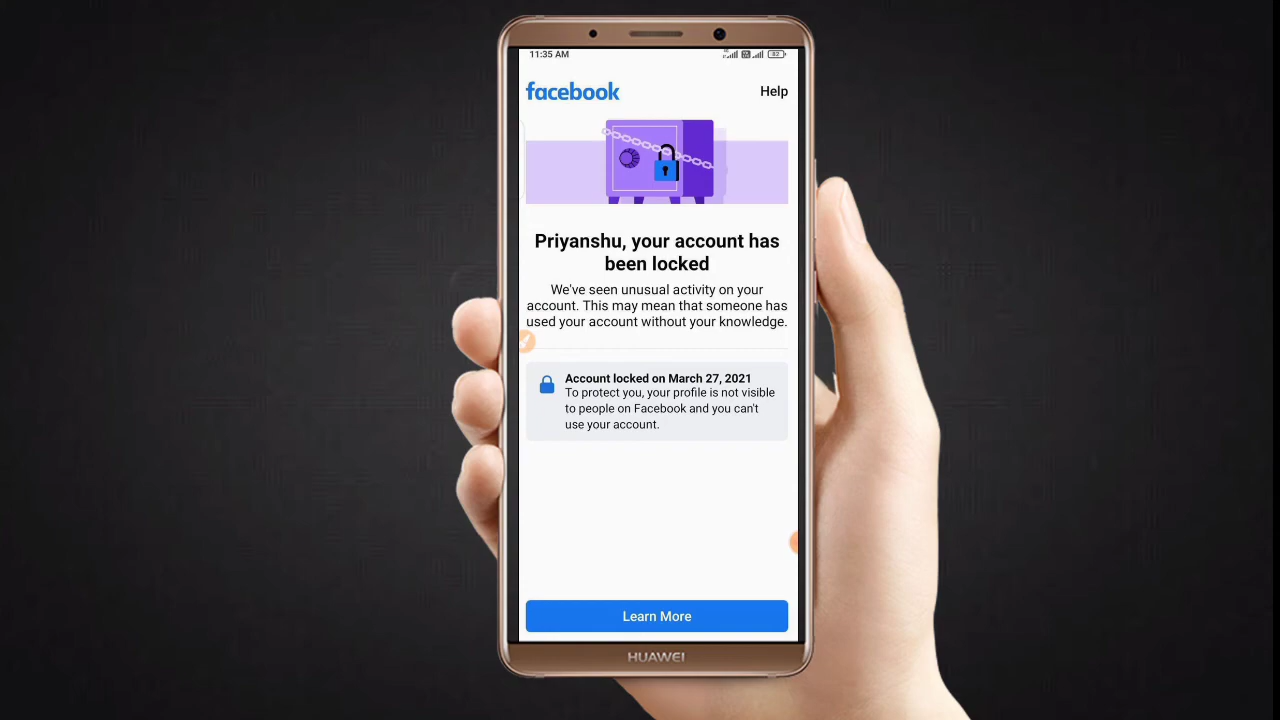 11:35 AM
82
facebook
Help
Priyanshu, your account has
been locked
We've seen unusual activity on your
account. This may mean that someone has
used your account without your knowledge.
Account locked on March 27, 2021
To protect you, your profile is not visible
to people on Facebook and you can't
use your account.
Learn More
HUAWEI